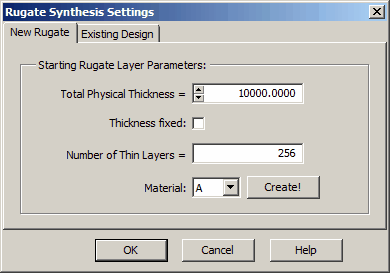 Rugate Synthesis Settings
New Rugate Existing Design
Starting Rugate Layer Parameters:
Total Physical Thickness = 10000.0000
Thickness fixed:
Number of Thin Layers = 256
Material: A Create!
OK Cancel Help